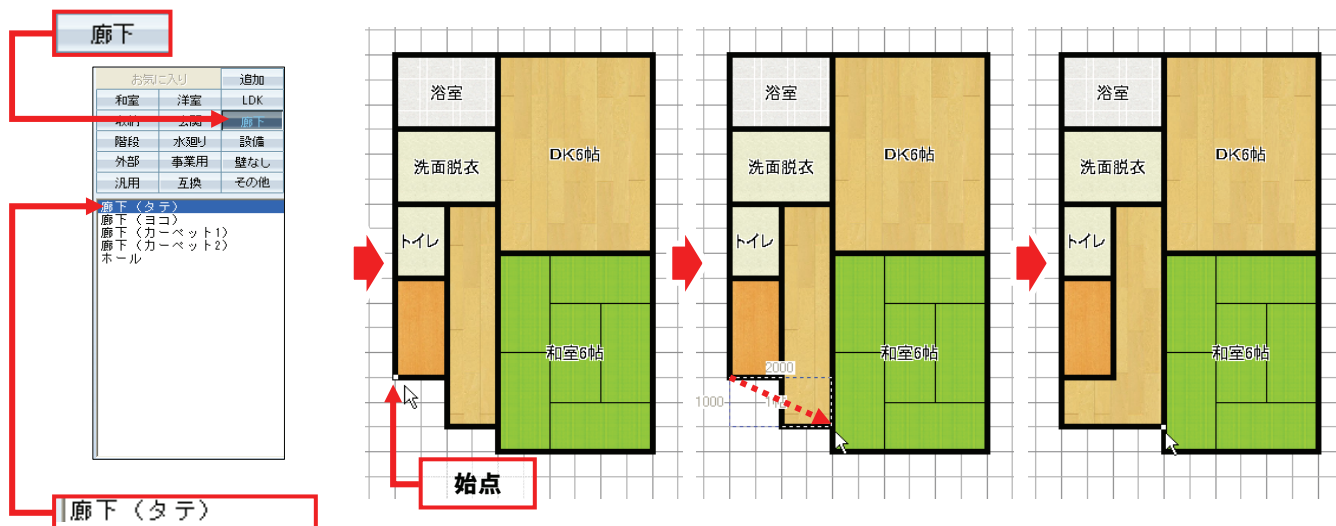 廊下
お気に入り 追加
和室 洋室 LDK
収納 玄関 廊下
階段 水廻り 設備
外部 事業用 壁なし
汎用 互換 その他
廊下（タテ）
廊下（ヨコ）
廊下（カーペット1）
廊下（カーペット2）
ホール
廊下（タテ）
浴室
洗面脱衣
DK6帖
トイレ
和室6帖
始点
浴室
洗面脱衣
DK6帖
トイレ
和室6帖
2000
1000
浴室
洗面脱衣
DK6帖
トイレ
和室6帖